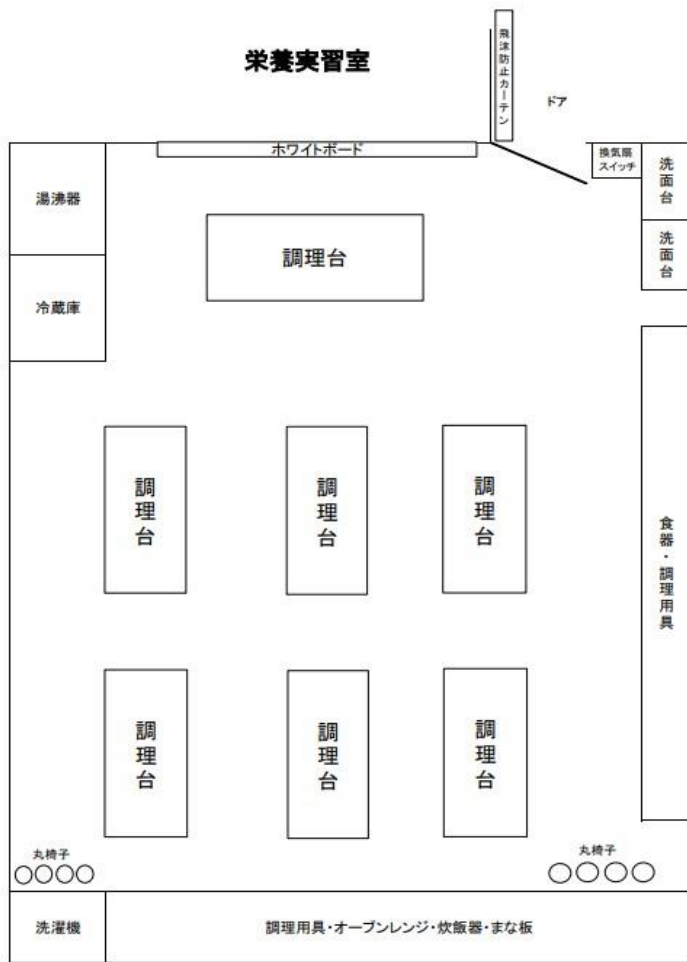 栄養実習室
飛沫防止カーテン
ドア
ホワイトボード
換気扇
スイッチ
洗面台
洗面台
湯沸器
調理台
冷蔵庫
調理台
調理台
調理台
食器・調理用具
調理台
調理台
調理台
丸椅子
丸椅子
洗濯機
調理用具・オーブンレンジ・炊飯器・まな板